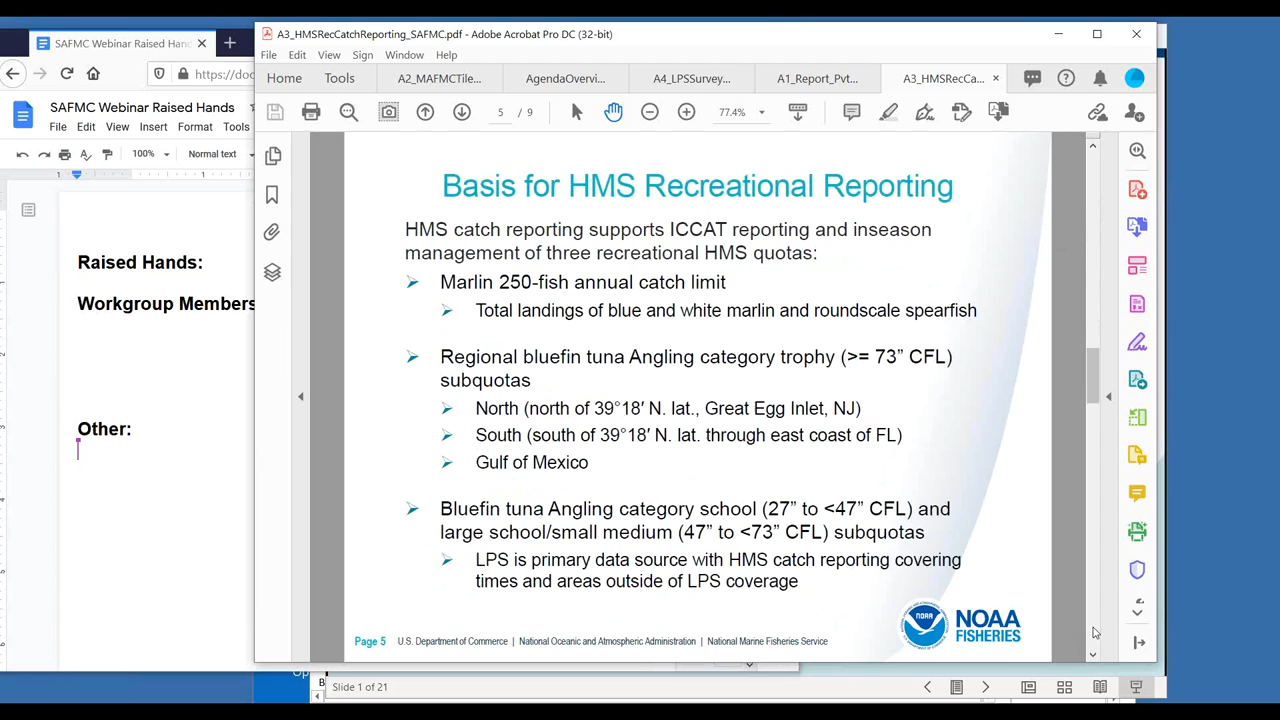 A3_HMSRecCatchReporting_SAFMC.pdf - Adobe Acrobat Pro DC (32-bit)
SAFMC Webinar Raised Han
File Edit View Sign Window Help
Home Tools A2_MAFMCTile... AgendaOvervi... A4_LPSSurvey... A1_Report_Pvt... A3_HMSRecCa...
https://doc
SAFMC Webinar Raised Hands
File Edit View Insert Format Tools
5 / 9 77.4%
100% Normal text
1 1
Basis for HMS Recreational Reporting
HMS catch reporting supports ICCAT reporting and inseason
management of three recreational HMS quotas:
Marlin 250-fish annual catch limit
Total landings of blue and white marlin and roundscale spearfish
Regional bluefin tuna Angling category trophy (>= 73” CFL)
subquotas
North (north of 39°18′ N. lat., Great Egg Inlet, NJ)
South (south of 39°18′ N. lat. through east coast of FL)
Gulf of Mexico
Bluefin tuna Angling category school (27” to <47” CFL) and
large school/small medium (47” to <73” CFL) subquotas
LPS is primary data source with HMS catch reporting covering
times and areas outside of LPS coverage
NOAA
NOAA
FISHERIES
Page 5 U.S. Department of Commerce | National Oceanic and Atmospheric Administration | National Marine Fisheries Service
Raised Hands:
Workgroup Members
Other:
Slide 1 of 21